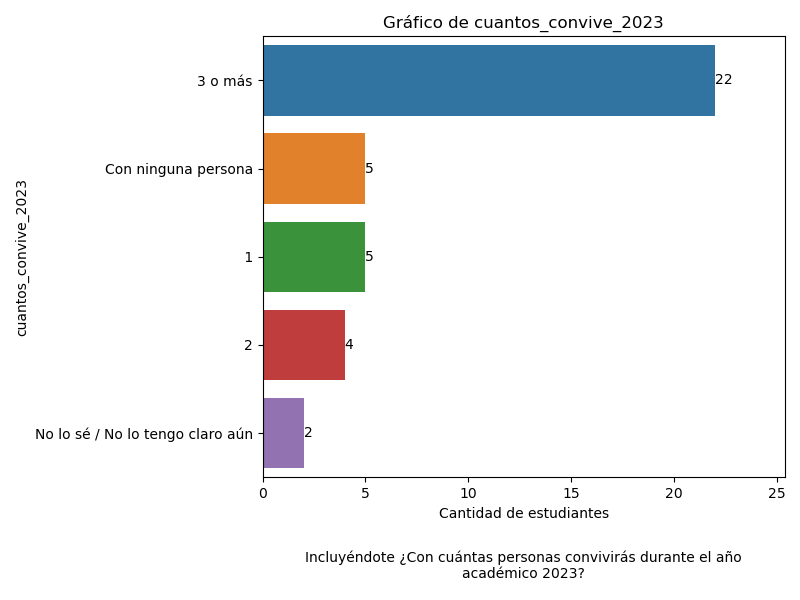 Gráfico de cuantos_convive_2023
cuantos_convive_2023
3 o más
22
Con ninguna persona
5
1
5
2
4
No lo sé / No lo tengo claro aún
2
0
5
10
15
20
25
Cantidad de estudiantes
Incluyéndote ¿Con cuántas personas convivirás durante el año
académico 2023?